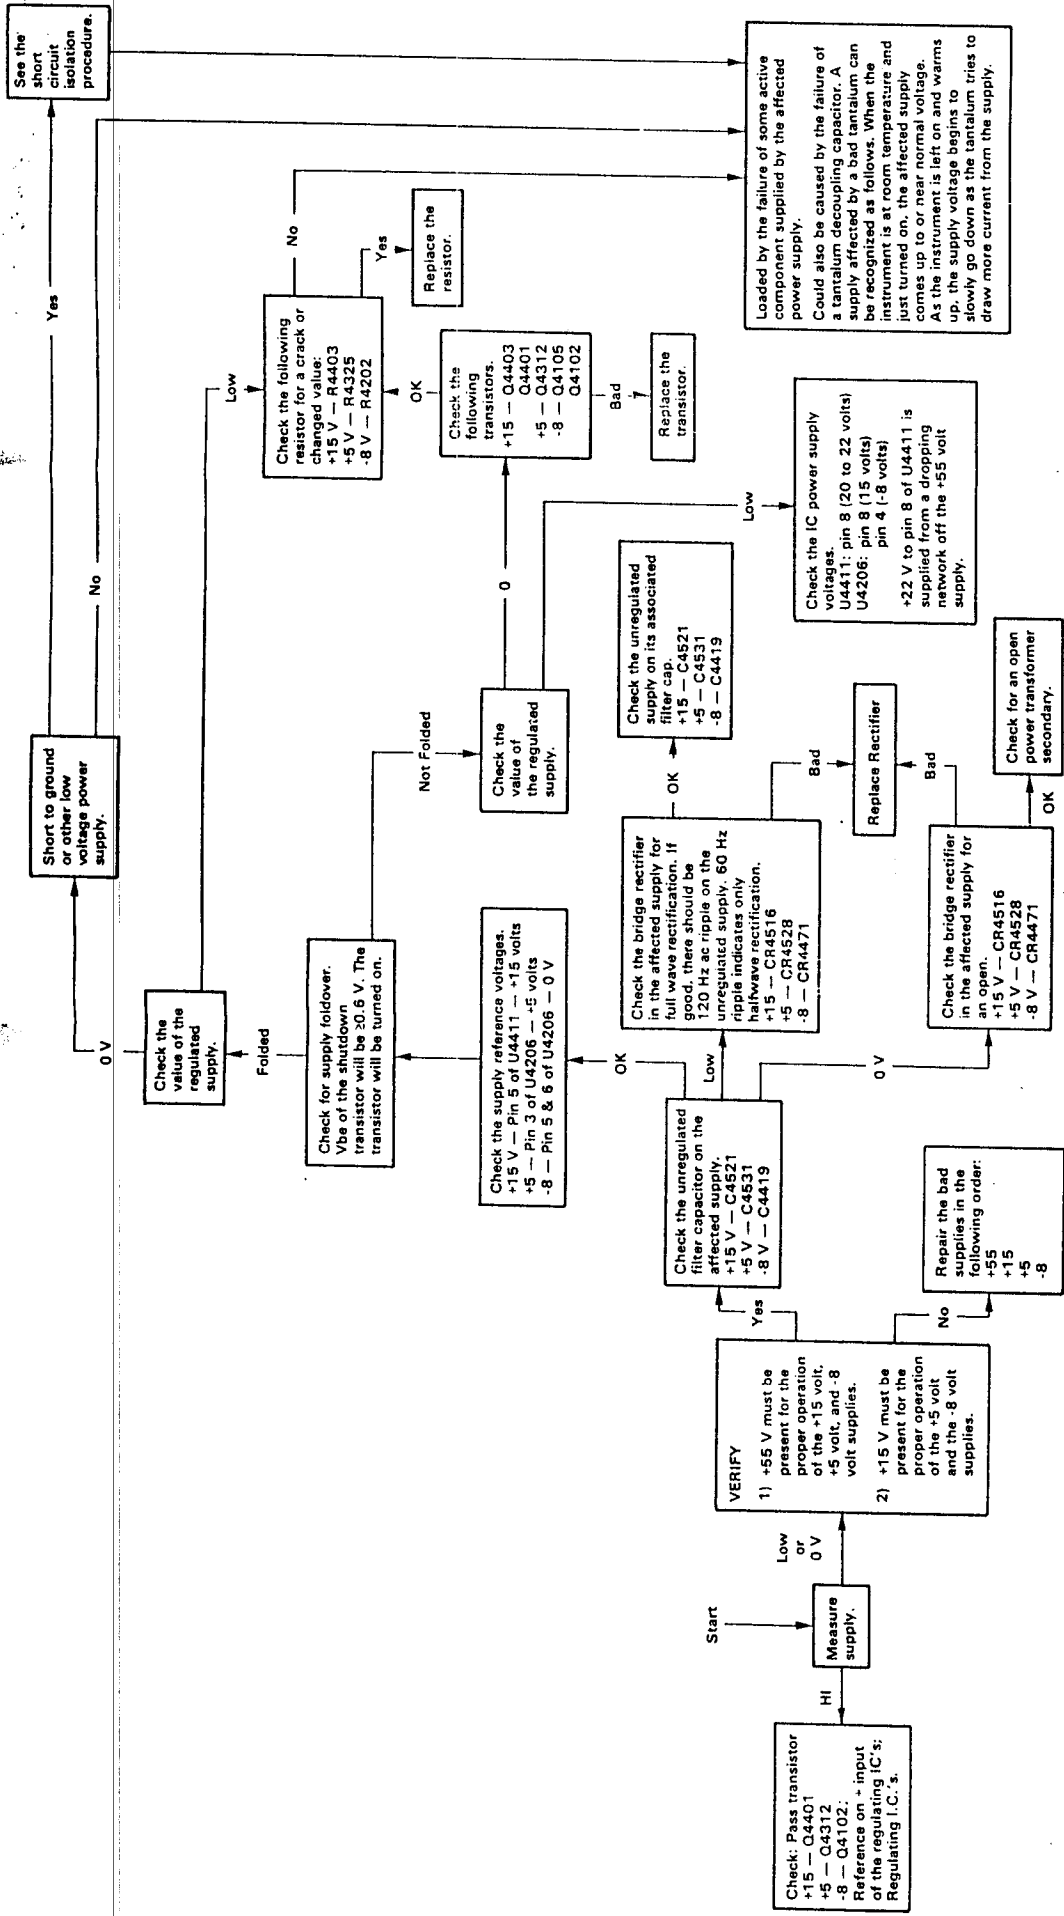 Start
Measure
supply.
HI
Check: Pass transistor
+15 — Q4401
+5 — Q4312
-8 — Q4102;
Reference on + input
of the regulating IC's;
Regulating I.C.'s.
Low
or
0 V
VERIFY
1) +55 V must be
present for the
proper operation
of the +15 volt,
+5 volt, and -8
volt supplies.
2) +15 V must be
present for the
proper operation
of the +5 volt
and the -8 volt
supplies.
Yes
No
Repair the bad
supplies in the
following order:
+55
+15
+5
-8
Check the unregulated
filter capacitor on the
affected supply.
+15 V — C4521
+5 V — C4531
-8 V — C4419
OK
Low
0 V
Check the supply reference voltages.
+15 V — Pin 5 of U4411 — +15 volts
+5 — Pin 3 of U4206 — +5 volts
-8 — Pin 5 & 6 of U4206 — 0 V
Check for supply foldover.
Vbe of the shutdown
transistor will be ≥0.6 V. The
transistor will be turned on.
Folded
Not Folded
Check the
value of the
regulated
supply.
0 V
Low
Short to ground
or other low
voltage power
supply.
Yes
No
See the
short
circuit
isolation
procedure.
Check the following
resistor for a crack or
changed value:
+15 V — R4403
+5 V — R4325
-8 V — R4202
No
Yes
Replace the
resistor.
OK
Check the
following
transistors.
+15 — Q4403
Q4401
+5 — Q4312
-8 — Q4105
Q4102
Bad
Replace the
transistor.
Check the
value of
the regulated
supply.
0
Low
Check the IC power supply
voltages.
U4411: pin 8 (20 to 22 volts)
U4206: pin 8 (15 volts)
pin 4 (-8 volts)
+22 V to pin 8 of U4411 is
supplied from a dropping
network off the +55 volt
supply.
Check the bridge rectifier
in the affected supply for
full wave rectification. If
good, there should be
120 Hz ac ripple on the
unregulated supply. 60 Hz
ripple indicates only
halfwave rectification.
+15 — CR4516
+5 — CR4528
-8 — CR4471
OK
Bad
Check the unregulated
supply on its associated
filter cap.
+15 — C4521
+5 — C4531
-8 — C4419
Replace Rectifier
Bad
Check the bridge rectifier
in the affected supply for
an open.
+15 V — CR4516
+5 V — CR4528
-8 V — CR4471
OK
Check for an open
power transformer
secondary.
Loaded by the failure of some active
component supplied by the affected
power supply.
Could also be caused by the failure of
a tantalum decoupling capacitor. A
supply affected by a bad tantalum can
be recognized as follows. When the
instrument is at room temperature and
just turned on, the affected supply
comes up to or near normal voltage.
As the instrument is left on and warms
up, the supply voltage begins to
slowly go down as the tantalum tries to
draw more current from the supply.